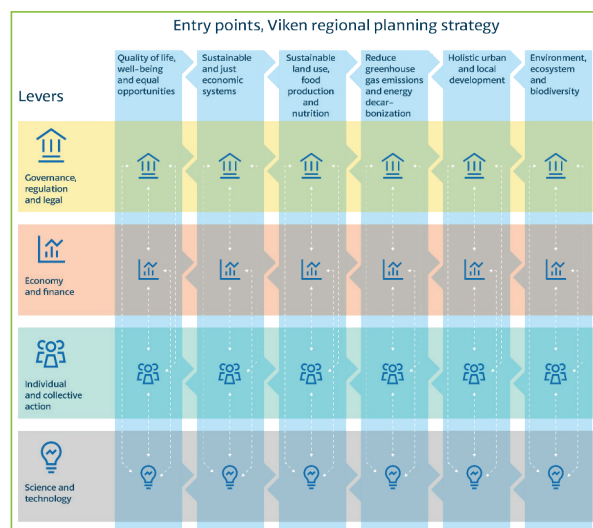 Entry points, Viken regional planning strategy
Quality of life,
well-being
and equal
opportunities
Sustainable
and just
economic
systems
Sustainable
land use,
food
production
and
nutrition
Reduce
greenhouse
gas emissions
and energy
decar-
bonization
Holistic urban
and local
development
Environment,
ecosystem
and
biodiversity
Levers
Governance,
regulation
and legal
Economy
and finance
Individual
and collective
action
Science and
technology